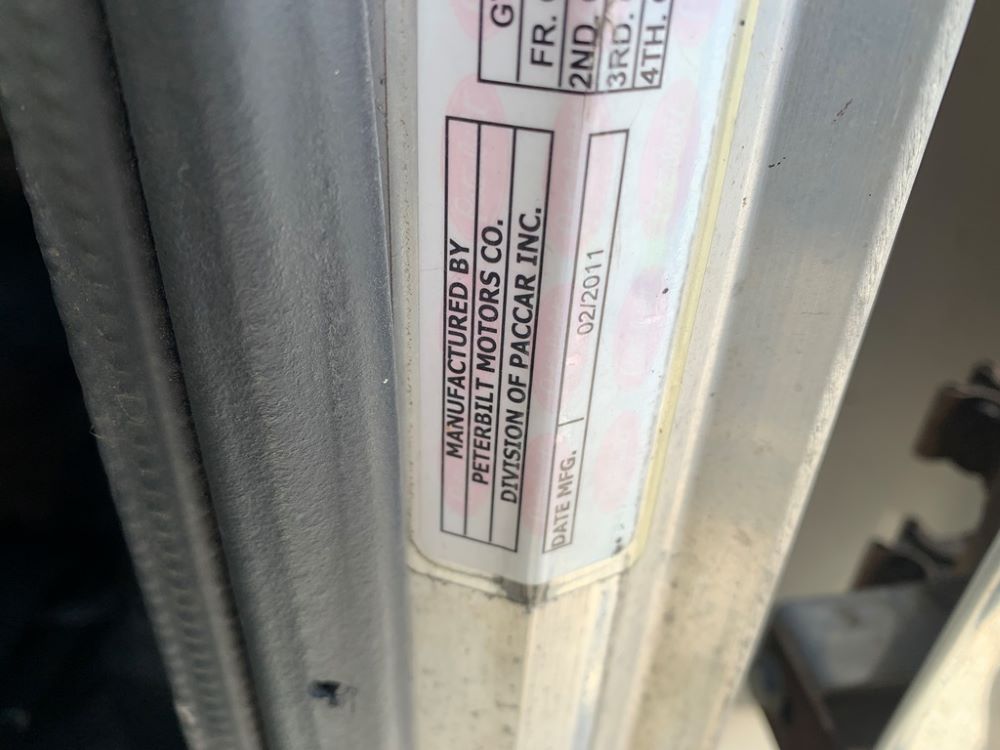 FR.
2ND.
3RD.
4TH.
MANUFACTURED BY
PETERBILT MOTORS CO.
DIVISION OF PACCAR INC.
DATE MFG. 02/2011